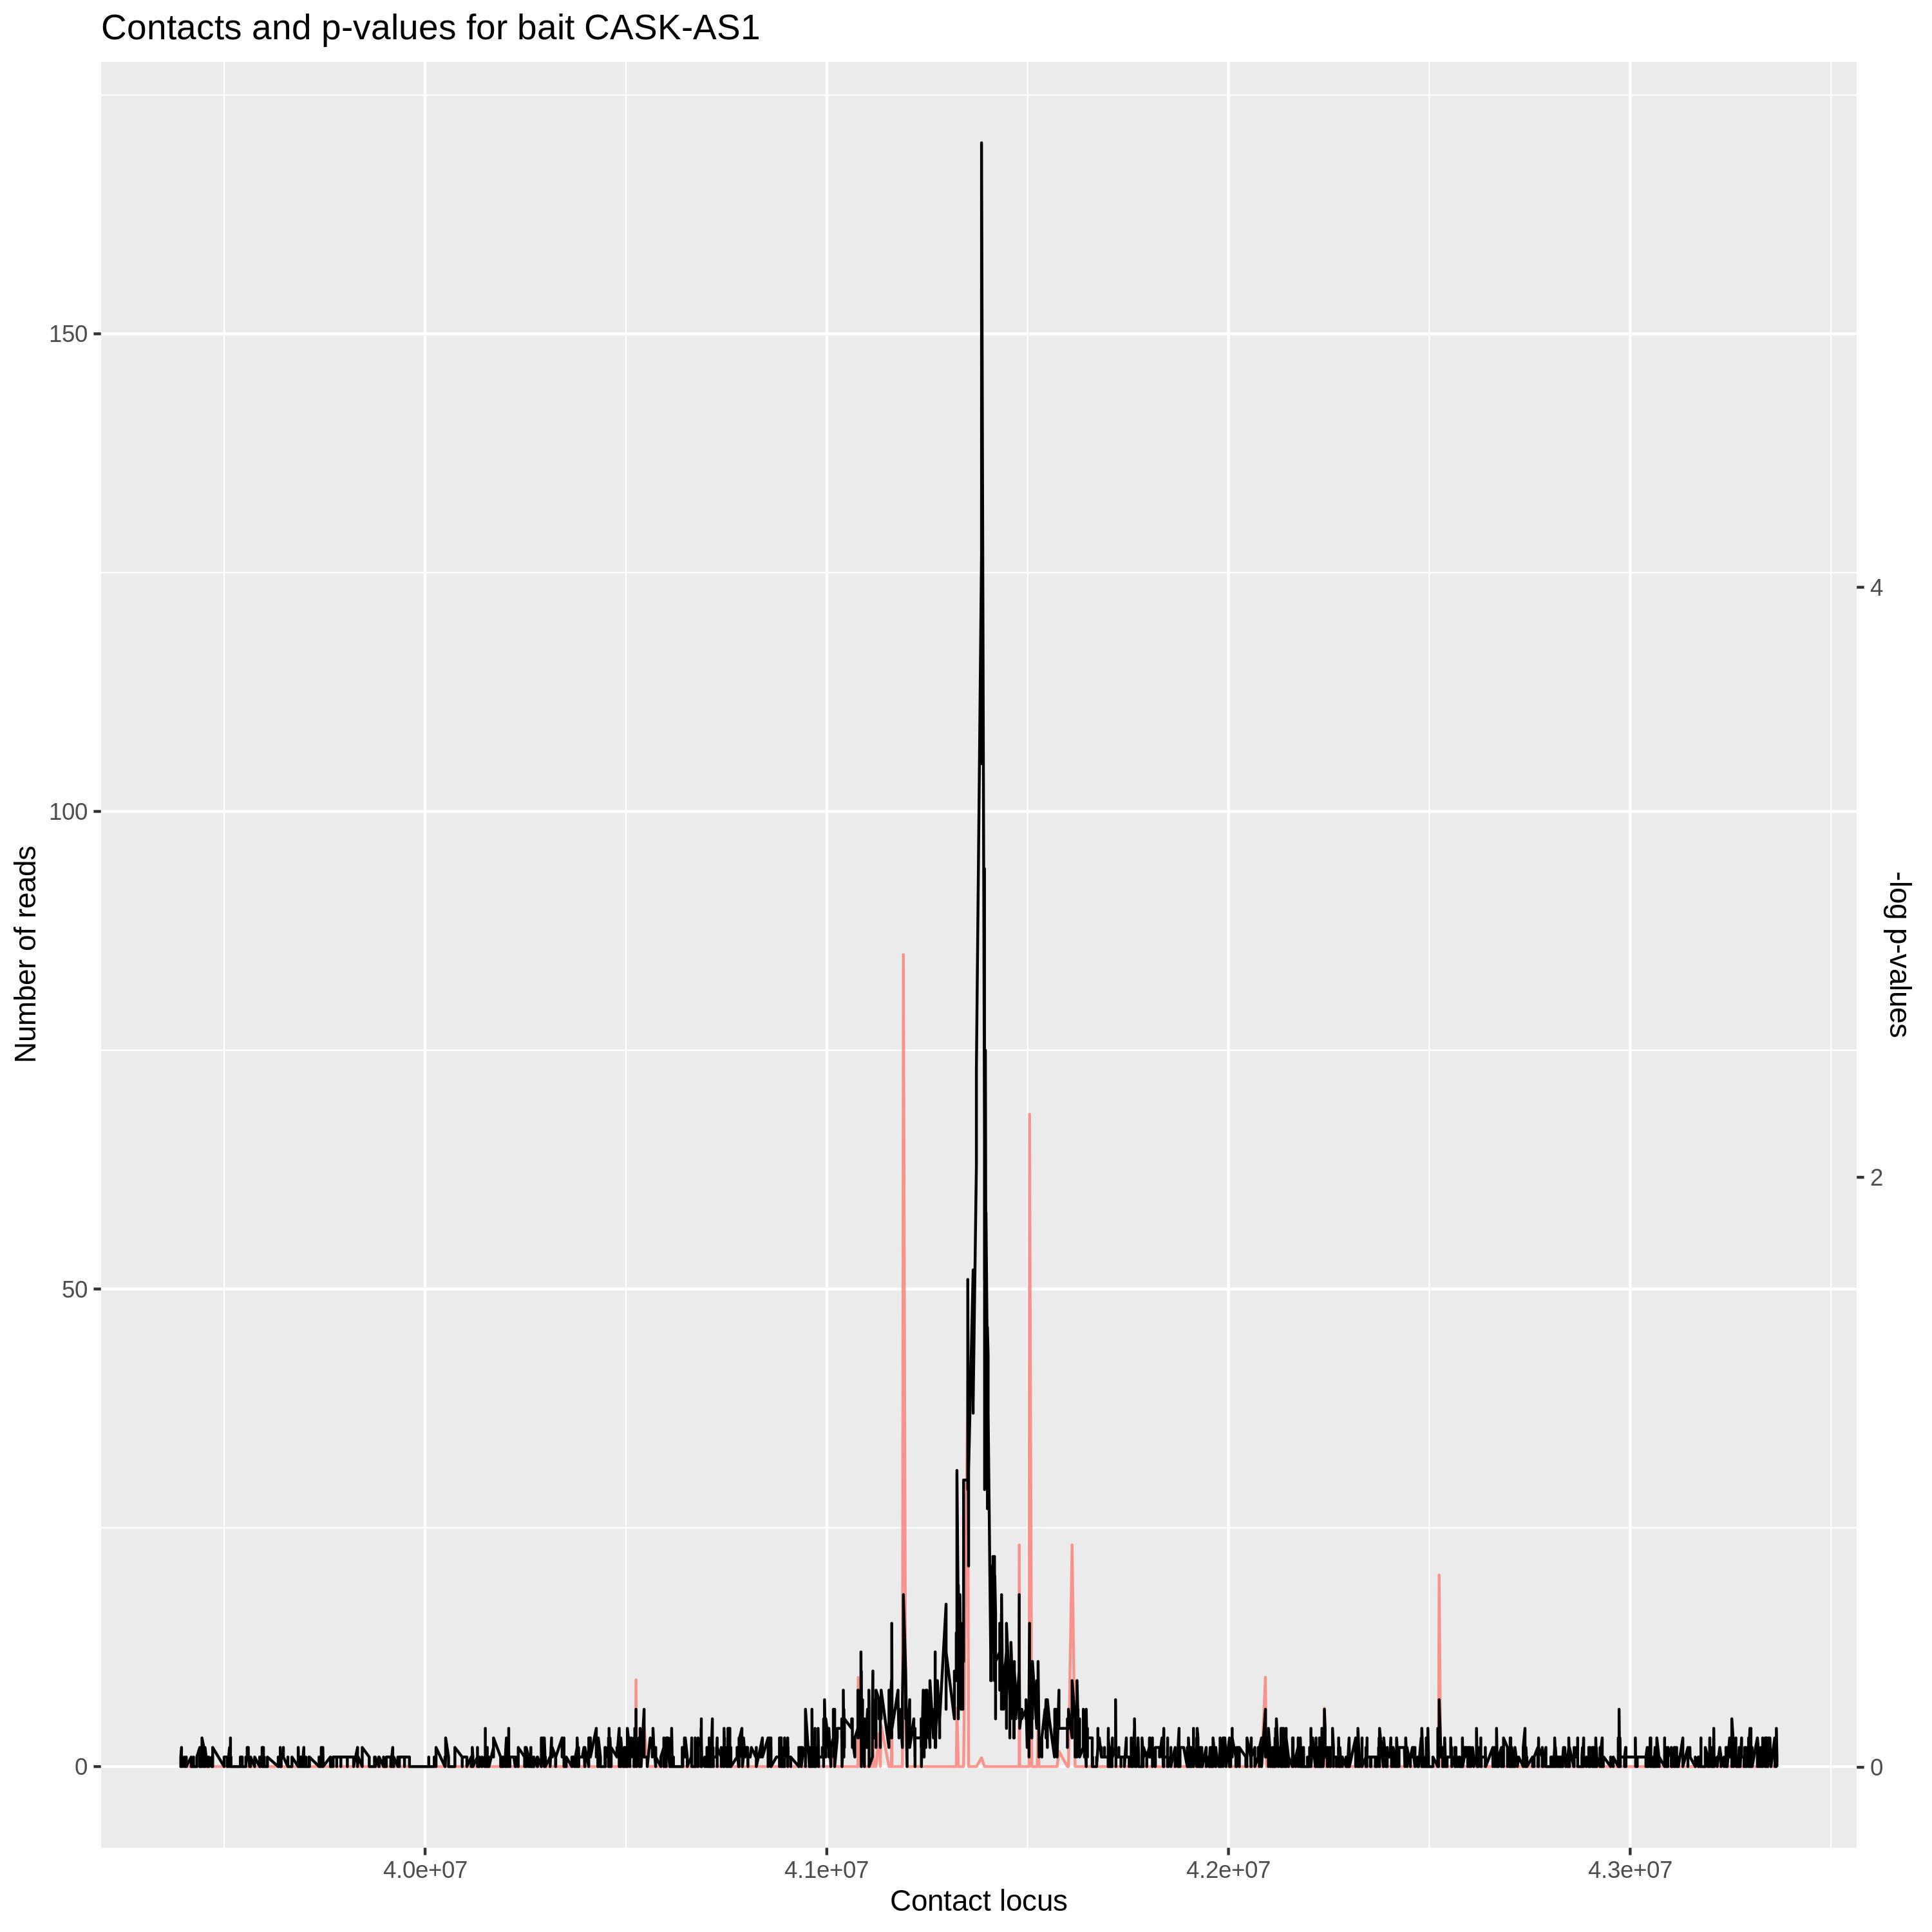 Contacts and p-values for bait CASK-AS1
150
100
50
0
Number of reads
4
2
0
-log p-values
4.0e+07
4.1e+07
4.2e+07
4.3e+07
Contact locus